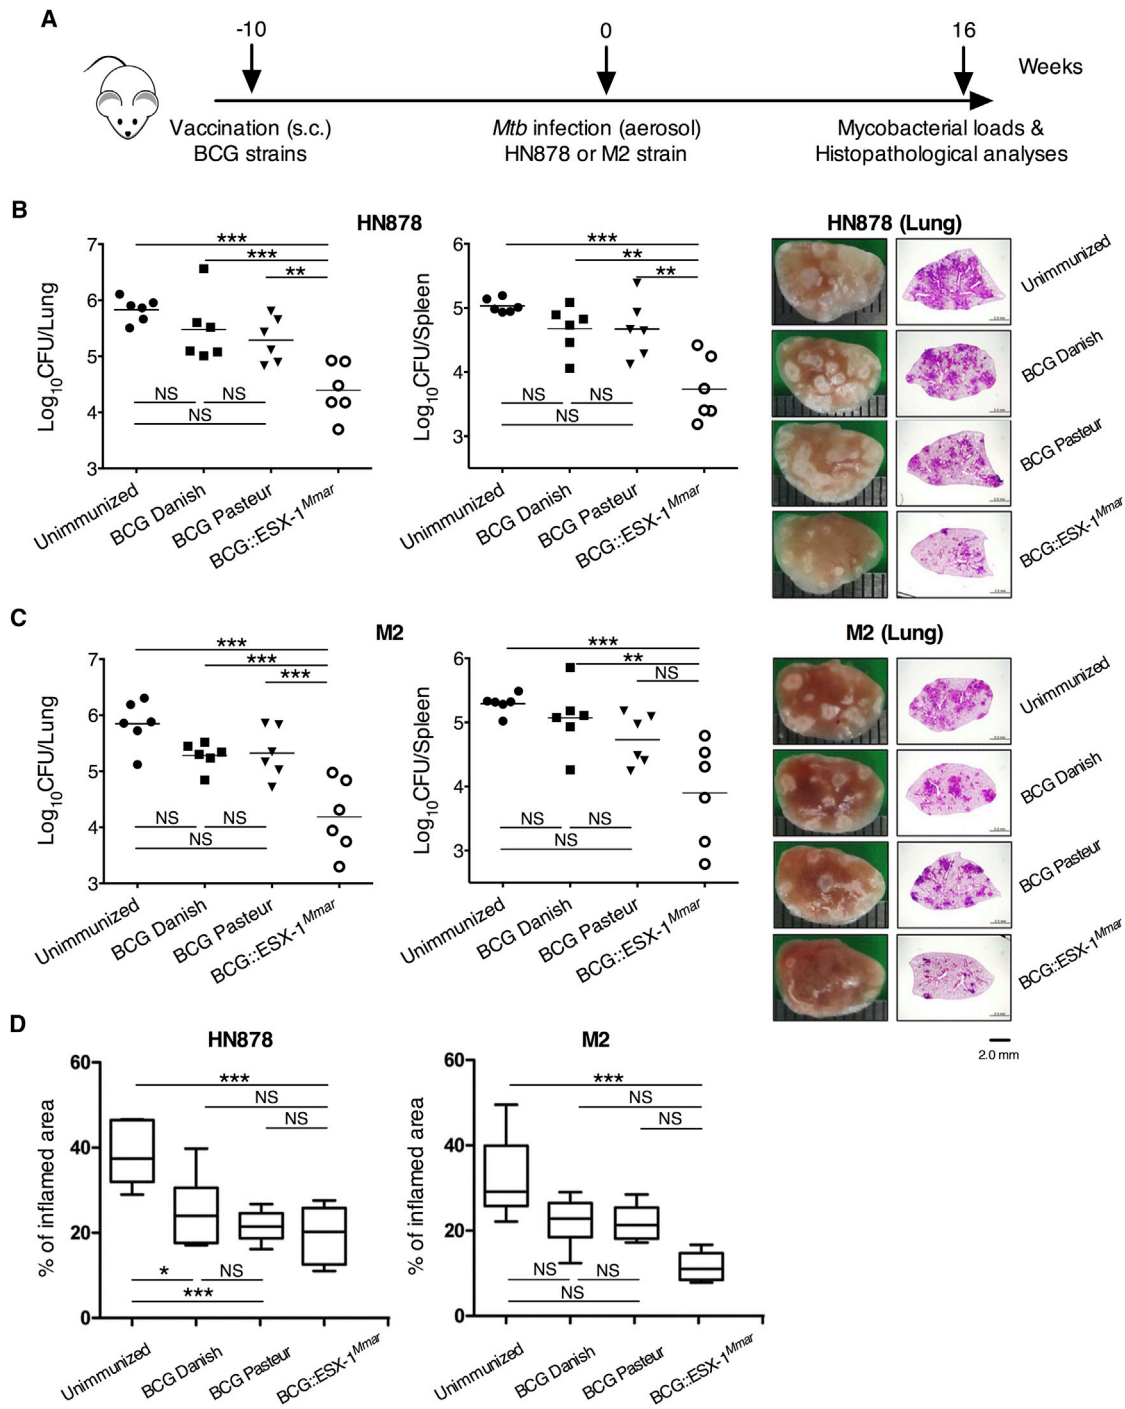 A
-10
0
16
Weeks
Vaccination (s.c.)
BCG strains
Mtb infection (aerosol)
HN878 or M2 strain
Mycobacterial loads &
Histopathological analyses
B
HN878
HN878 (Lung)
Log10CFU/Lung
7
6
5
4
3
***
***
**
NS
NS
NS
Unimmunized
BCG Danish
BCG Pasteur
BCG::ESX-1Mmar
Log10CFU/Spleen
6
5
4
3
***
**
**
NS
NS
NS
Unimmunized
BCG Danish
BCG Pasteur
BCG::ESX-1Mmar
Unimmunized
BCG Danish
BCG Pasteur
BCG::ESX-1Mmar
C
M2
M2 (Lung)
Log10CFU/Lung
7
6
5
4
3
***
***
***
NS
NS
NS
Unimmunized
BCG Danish
BCG Pasteur
BCG::ESX-1Mmar
Log10CFU/Spleen
6
5
4
3
***
**
NS
NS
NS
NS
Unimmunized
BCG Danish
BCG Pasteur
BCG::ESX-1Mmar
Unimmunized
BCG Danish
BCG Pasteur
BCG::ESX-1Mmar
2.0 mm
D
HN878
% of inflamed area
60
40
20
0
***
NS
NS
*
NS
***
Unimmunized
BCG Danish
BCG Pasteur
BCG::ESX-1Mmar
M2
% of inflamed area
60
40
20
0
***
NS
NS
NS
NS
NS
Unimmunized
BCG Danish
BCG Pasteur
BCG::ESX-1Mmar